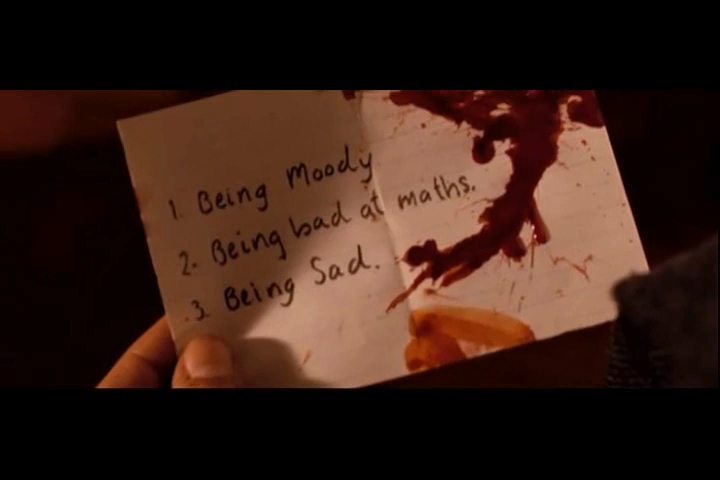 1. Being Moody
2. Being bad at maths.
.3. Being Sad.